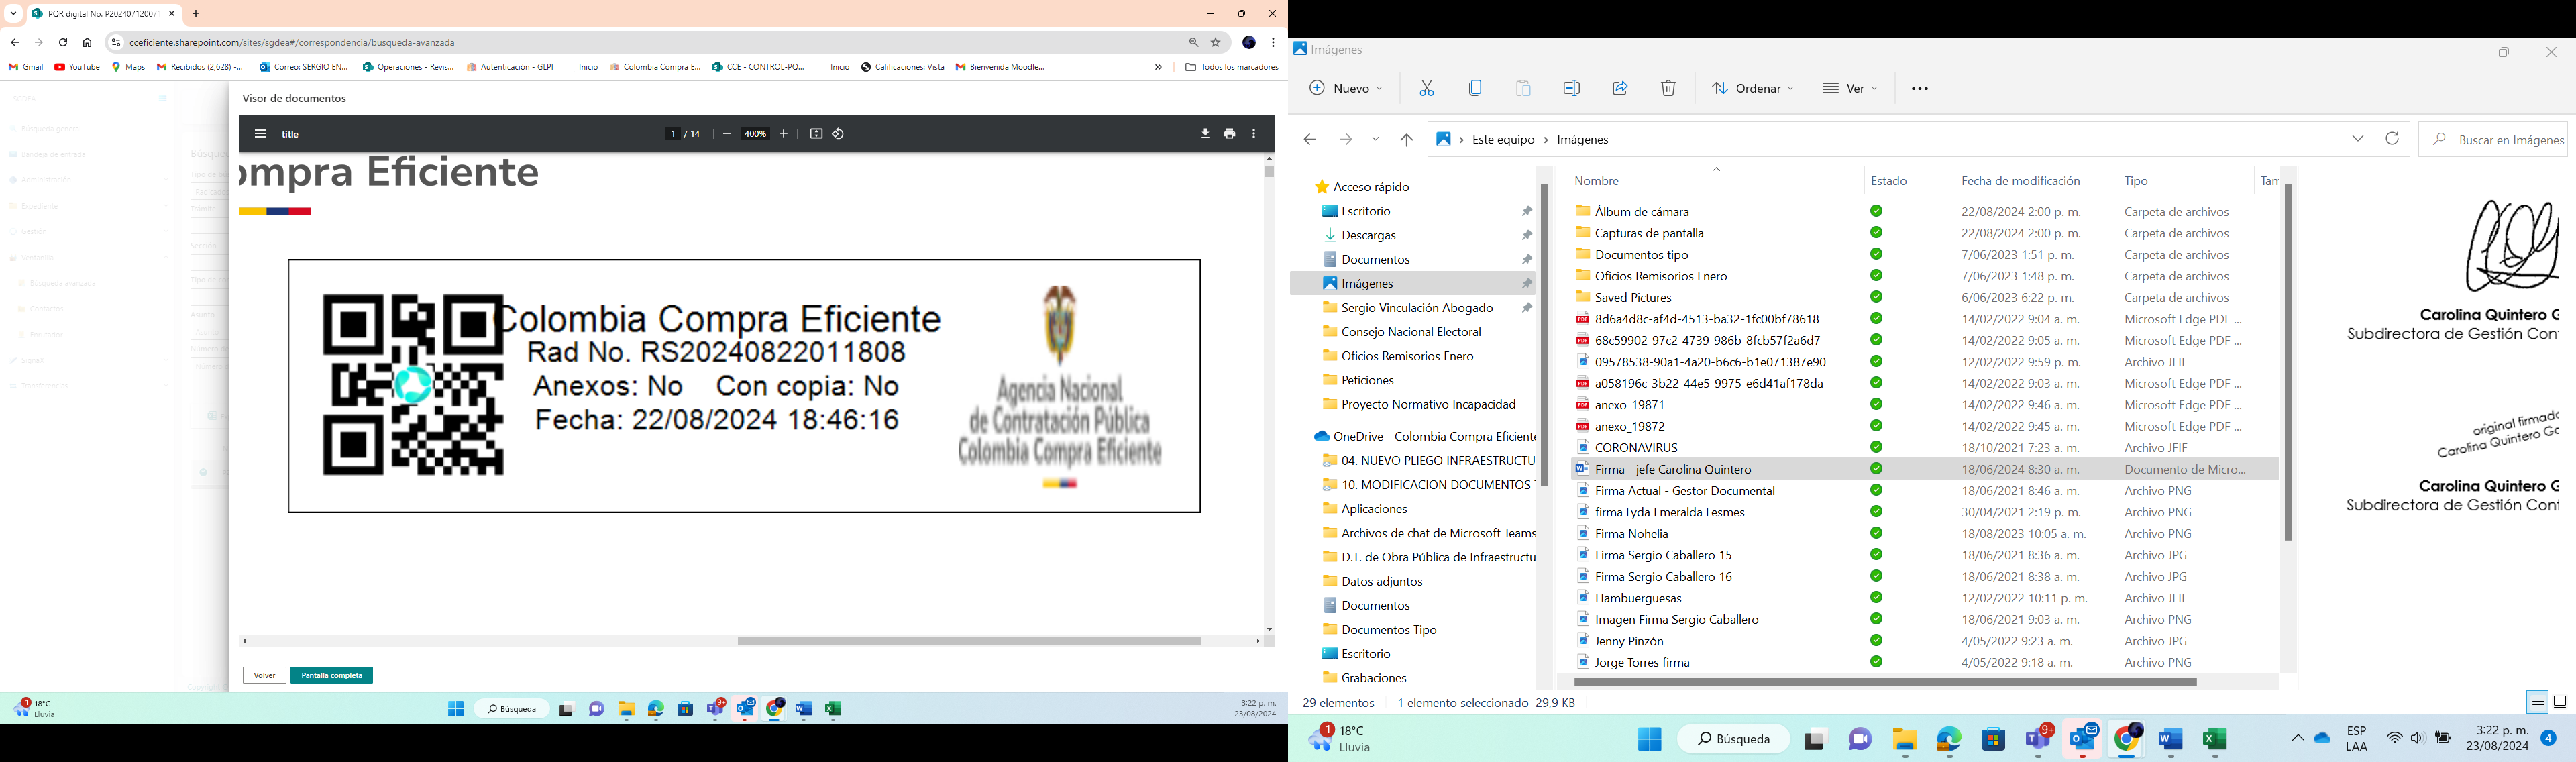 PQR digital No. P20240712007
cceficiente.sharepoint.com/sites/sgdea#/correspondencia/busqueda-avanzada
Gmail YouTube Maps Recibidos (2,628) -... Correo: SERGIO EN... Operaciones - Revis... Autenticación - GLPI Inicio Colombia Compra E... CCE - CONTROL-PQ... Inicio Calificaciones: Vista Bienvenida Moodle... » Todos los marcadores
Visor de documentos
title 1 / 14 400%
ompra Eficiente
Colombia Compra Eficiente
Rad No. RS20240822011808
Anexos: No Con copia: No
Fecha: 22/08/2024 18:46:16
Agencia Nacional
de Contratación Pública
Colombia Compra Eficiente
Volver Pantalla completa
1 18°C
Lluvia
Búsqueda
9+
3:22 p. m.
23/08/2024
Imágenes
Nuevo Ordenar Ver
Este equipo Imágenes
Buscar en Imágenes
Acceso rápido
Escritorio
Descargas
Documentos
Imágenes
Sergio Vinculación Abogado
Consejo Nacional Electoral
Oficios Remisorios Enero
Peticiones
Proyecto Normativo Incapacidad
OneDrive - Colombia Compra Eficiente
04. NUEVO PLIEGO INFRAESTRUCTU
10. MODIFICACION DOCUMENTOS
Aplicaciones
Archivos de chat de Microsoft Teams
D.T. de Obra Pública de Infraestructu
Datos adjuntos
Documentos
Documentos Tipo
Escritorio
Grabaciones
Nombre Estado Fecha de modificación Tipo Tam
Álbum de cámara 22/08/2024 2:00 p. m. Carpeta de archivos
Capturas de pantalla 22/08/2024 2:00 p. m. Carpeta de archivos
Documentos tipo 7/06/2023 1:51 p. m. Carpeta de archivos
Oficios Remisorios Enero 7/06/2023 1:48 p. m. Carpeta de archivos
Saved Pictures 6/06/2023 6:22 p. m. Carpeta de archivos
8d6a4d8c-af4d-4513-ba32-1fc00bf78618 14/02/2022 9:04 a. m. Microsoft Edge PDF ...
68c59902-97c2-4739-986b-8fcb57f2a6d7 14/02/2022 9:05 a. m. Microsoft Edge PDF ...
09578538-90a1-4a20-b6c6-b1e071387e90 12/02/2022 9:59 p. m. Archivo JFIF
a058196c-3b22-44e5-9975-e6d41af178da 14/02/2022 9:03 a. m. Microsoft Edge PDF ...
anexo_19871 14/02/2022 9:46 a. m. Microsoft Edge PDF ...
anexo_19872 14/02/2022 9:45 a. m. Microsoft Edge PDF ...
CORONAVIRUS 18/10/2021 7:23 a. m. Archivo JFIF
Firma - jefe Carolina Quintero 18/06/2024 8:30 a. m. Documento de Micro...
Firma Actual - Gestor Documental 18/06/2021 8:46 a. m. Archivo PNG
firma Lyda Emeralda Lesmes 30/04/2021 2:19 p. m. Archivo PNG
Firma Nohelia 18/08/2023 10:05 a. m. Archivo PNG
Firma Sergio Caballero 15 18/06/2021 8:36 a. m. Archivo JPG
Firma Sergio Caballero 16 18/06/2021 8:38 a. m. Archivo JPG
Hambuerguesas 12/02/2022 10:11 p. m. Archivo JFIF
Imagen Firma Sergio Caballero 18/06/2021 9:03 a. m. Archivo PNG
Jenny Pinzón 4/05/2022 9:23 a. m. Archivo JPG
Jorge Torres firma 4/05/2022 9:18 a. m. Archivo PNG
Carolina Quintero G
Subdirectora de Gestión Con
original firmado
Carolina Quintero Ga
Carolina Quintero G
Subdirectora de Gestión Con
29 elementos 1 elemento seleccionado 29,9 KB
1 18°C
Lluvia
Búsqueda
9+
ESP
LAA
3:22 p. m.
23/08/2024
4